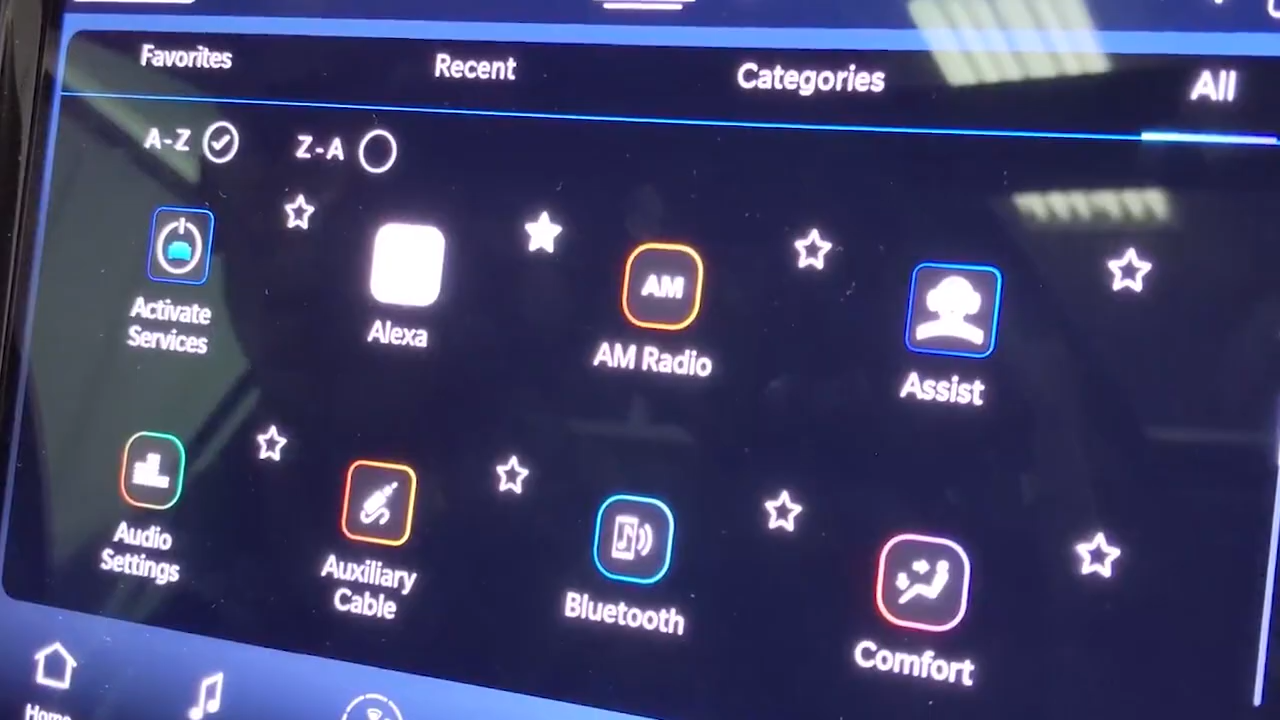 Favorites
Recent
Categories
All
A-Z
Z-A
Activate
Services
Alexa
AM
AM Radio
Assist
Audio
Settings
Auxiliary
Cable
Bluetooth
Comfort
Home